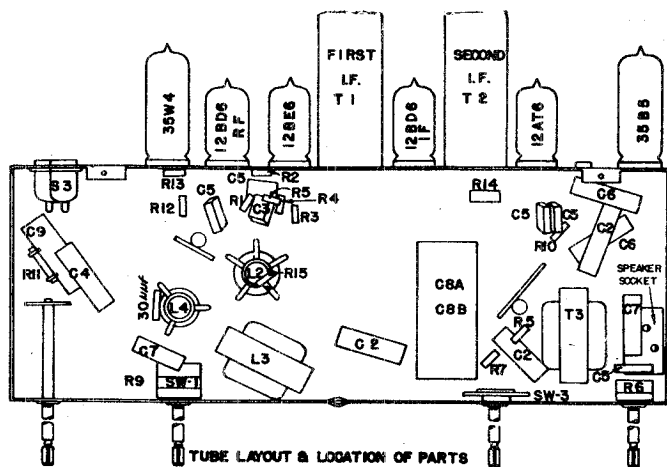 FIRST
I.F.
T1
SECOND
I.F.
T2
35W4
12BD6
RF
12BE6
12BD6
IF
12AT6
35B5
S3
R13
R12
C5
C5
R2
R5
R4
R1
C3
R3
R14
C5
C5
R10
C6
C2
C6
C9
R11
C4
L2
R15
30μμF
L4
C8A
C8B
SPEAKER
SOCKET
C7
T3
R5
C2
R7
C5
R6
C7
R9
SW-1
L3
C2
SW-3
TUBE LAYOUT & LOCATION OF PARTS